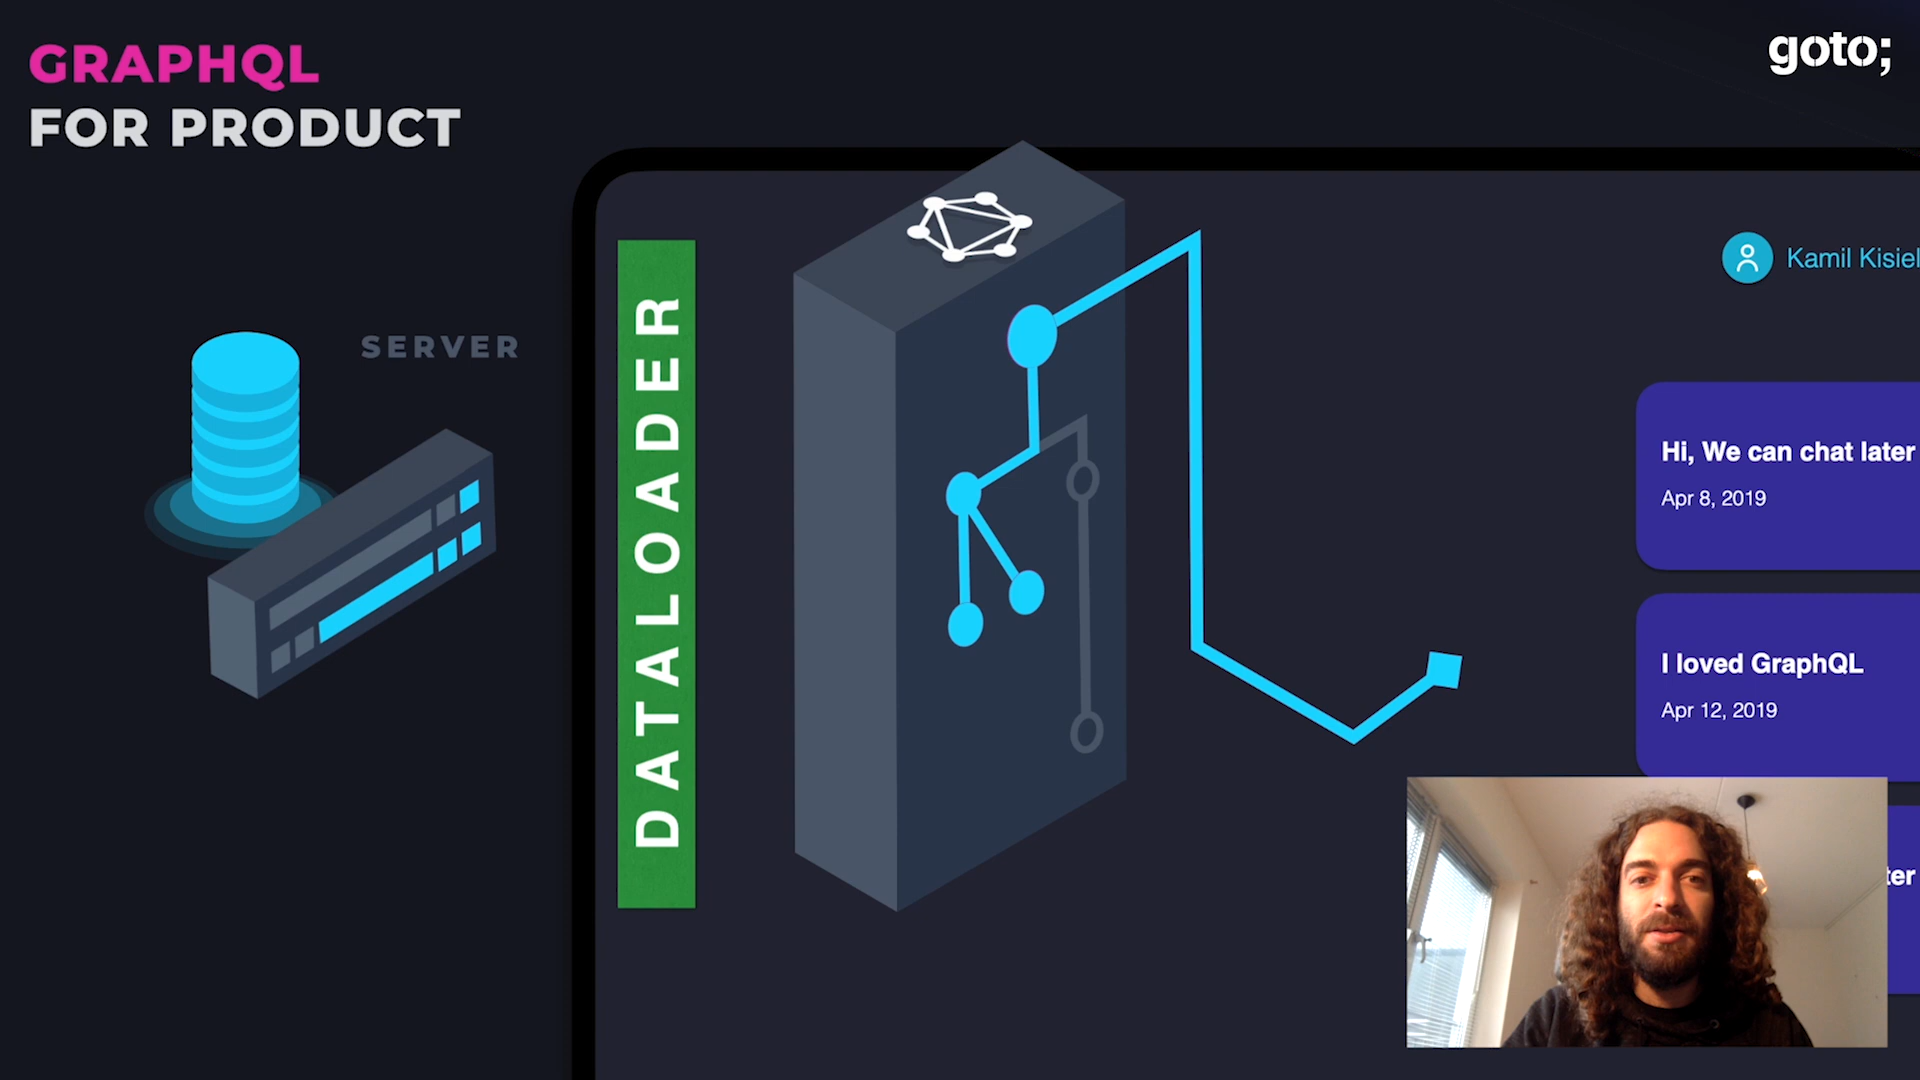 GRAPHQL
FOR PRODUCT
goto;
SERVER
DATALOADER
Kamil Kisiel
Hi, We can chat later
Apr 8, 2019
I loved GraphQL
Apr 12, 2019
ter